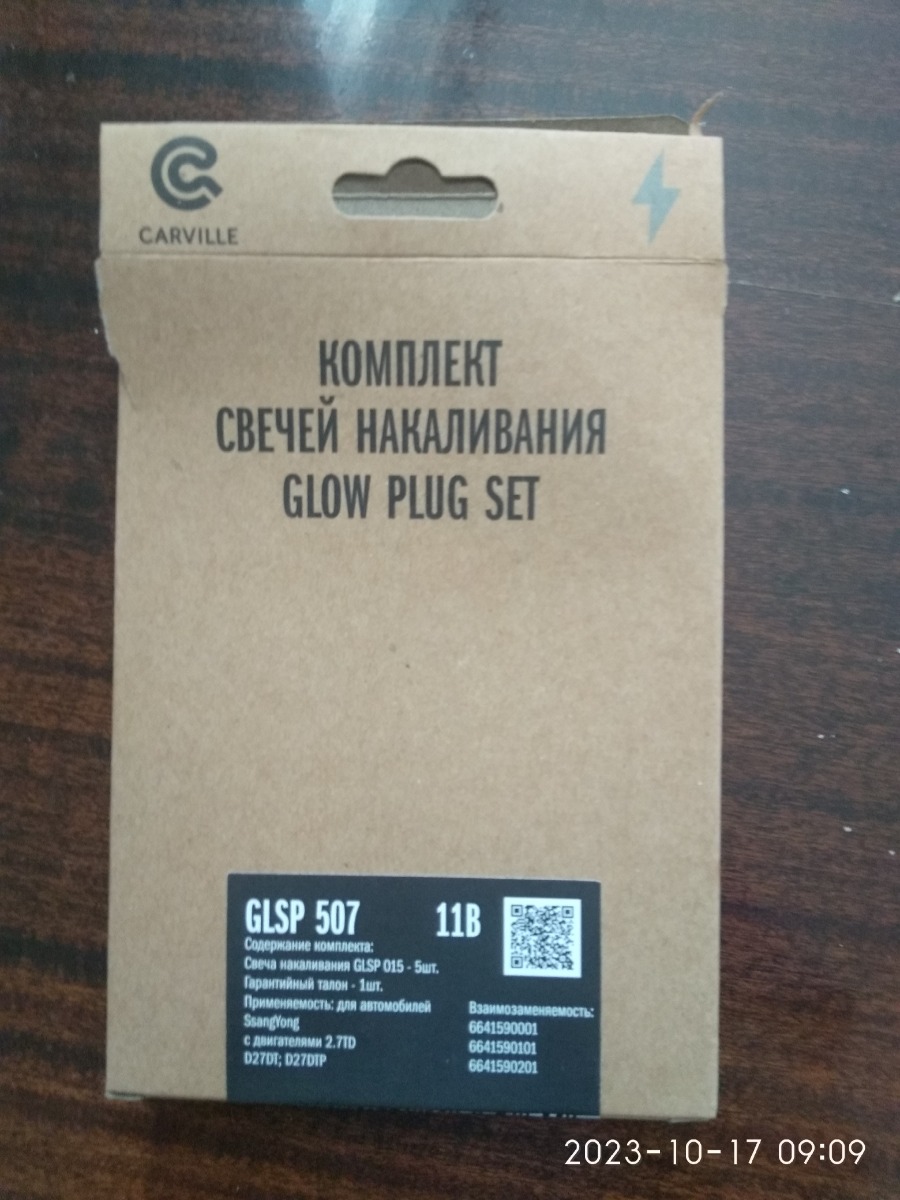 CARVILLE
КОМПЛЕКТ
СВЕЧЕЙ НАКАЛИВАНИЯ
GLOW PLUG SET
GLSP 507
11В
Содержание комплекта:
Свеча накаливания GLSP 015 - 5шт.
Гарантийный талон - 1шт.
Применяемость: для автомобилей
SsangYong
с двигателями 2.7TD
D27DT; D27DTP
Взаимозаменяемость:
6641590001
6641590101
6641590201
2023-10-17 09:09